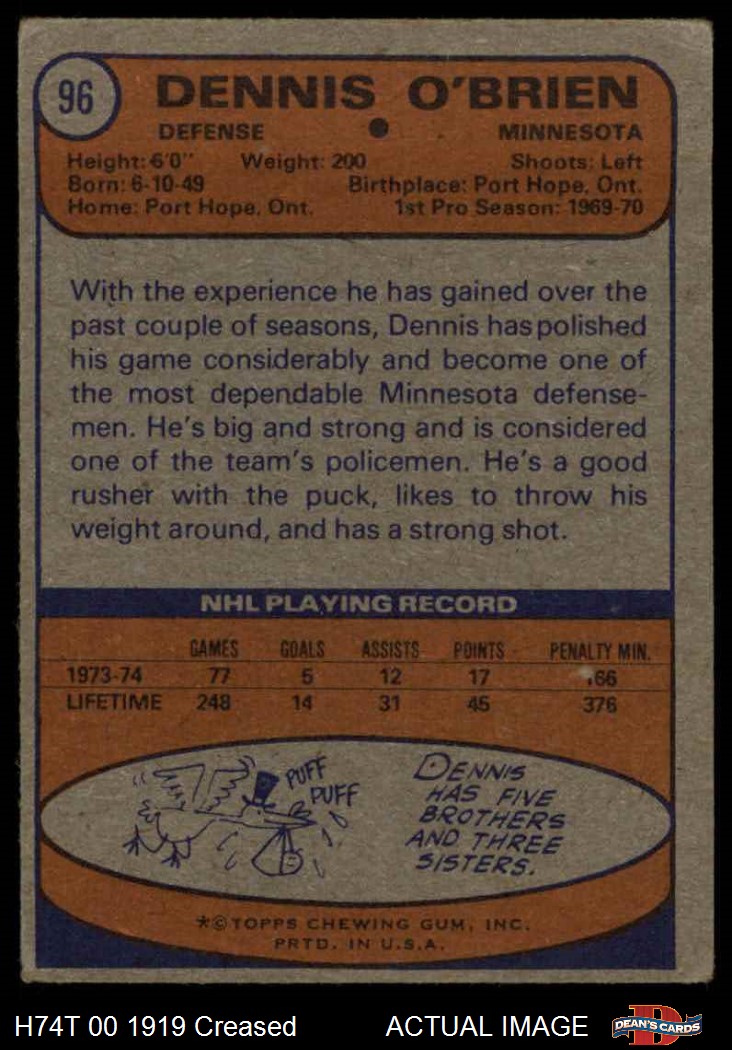 96
DENNIS O'BRIEN
DEFENSE • MINNESOTA
Height: 6'0" Weight: 200 Shoots: Left
Born: 6-10-49 Birthplace: Port Hope, Ont.
Home: Port Hope, Ont. 1st Pro Season: 1969-70
With the experience he has gained over the
past couple of seasons, Dennis has polished
his game considerably and become one of
the most dependable Minnesota defense-
men. He's big and strong and is considered
one of the team's policemen. He's a good
rusher with the puck, likes to throw his
weight around, and has a strong shot.
NHL PLAYING RECORD
GAMES GOALS ASSISTS POINTS PENALTY MIN.
1973-74 77 5 12 17 166
LIFETIME 248 14 31 45 376
PUFF
PUFF
DENNIS
HAS FIVE
BROTHERS
AND THREE
SISTERS.
*©TOPPS CHEWING GUM, INC.
PRTD. IN U.S.A.
H74T 00 1919 Creased ACTUAL IMAGE
D
DEAN'S CARDS